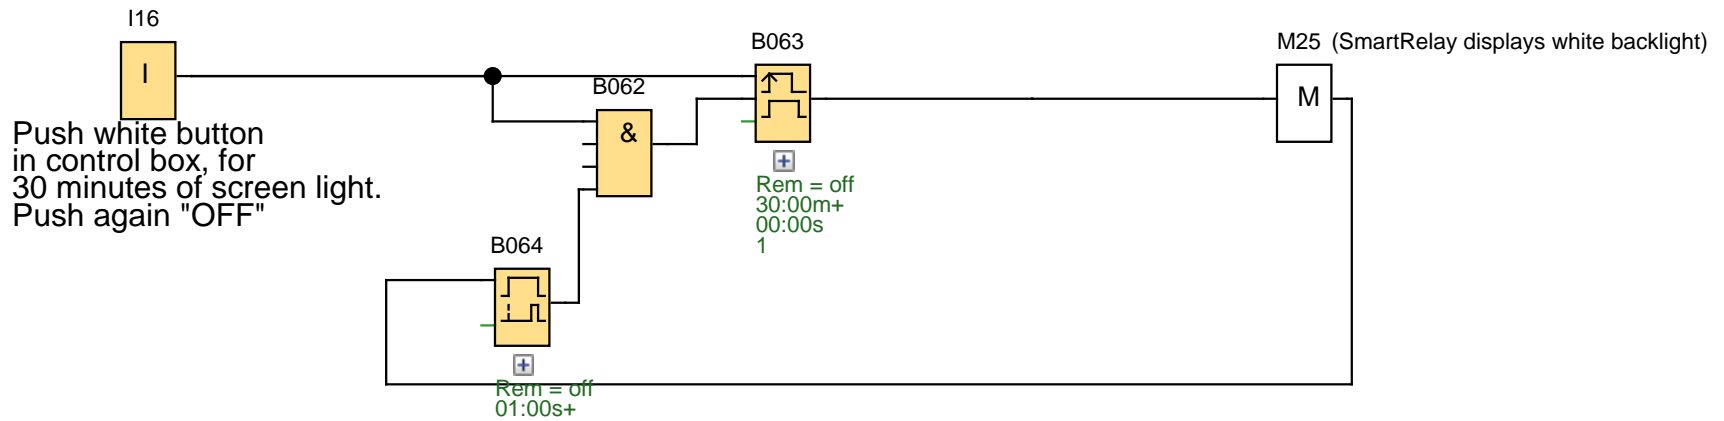 I16
I
Push white button
in control box, for
30 minutes of screen light.
Push again "OFF"
B062
&
B063
Rem = off
30:00m+
00:00s
1
M25 (SmartRelay displays white backlight)
M
B064
Rem = off
01:00s+